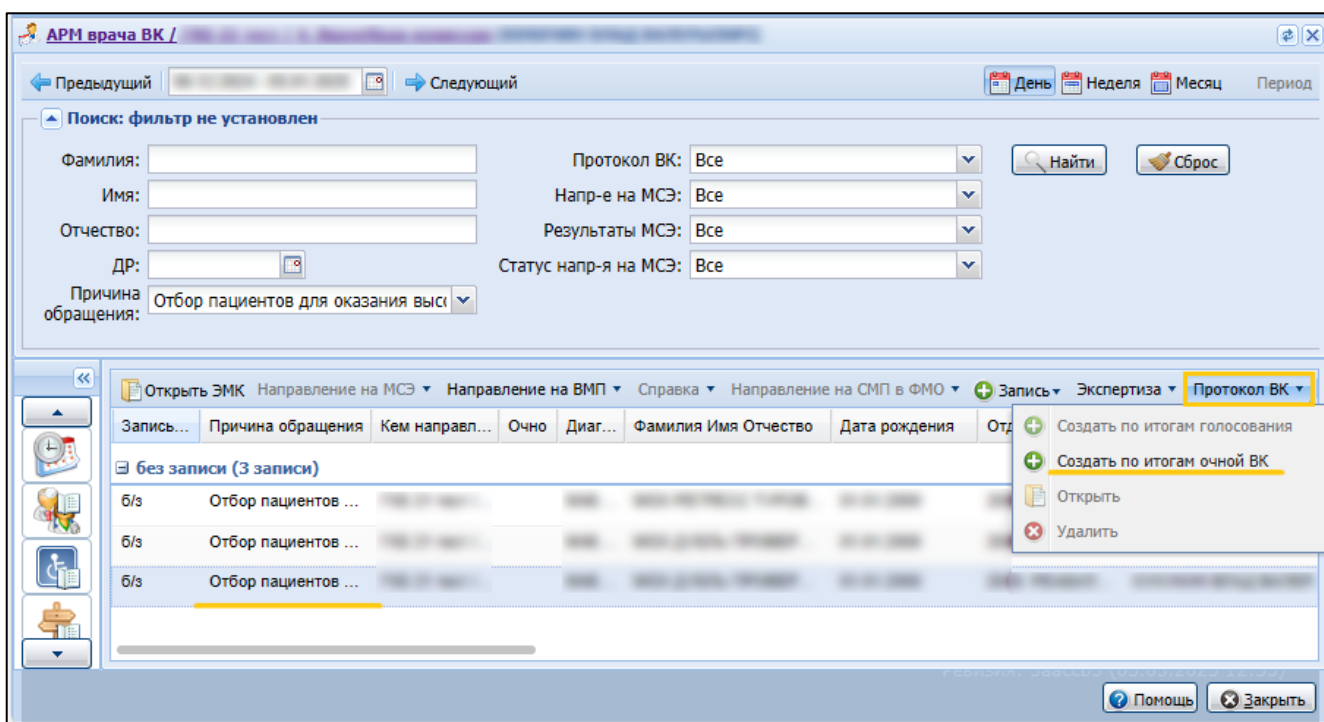 АРМ врача ВК /
Предыдущий Следующий День Неделя Месяц Период
Поиск: фильтр не установлен
Фамилия: Протокол ВК: Все Найти Сброс
Имя: Напр-е на МСЭ: Все
Отчество: Результаты МСЭ: Все
ДР: Статус напр-я на МСЭ: Все
Причина обращения: Отбор пациентов для оказания выс
Открыть ЭМК Направление на МСЭ Направление на ВМП Справка Направление на СМП в ФМО Запись Экспертиза Протокол ВК
Запись... Причина обращения Кем направл... Очно Диаг... Фамилия Имя Отчество Дата рождения Отд
Создать по итогам голосования
Создать по итогам очной ВК
Открыть
Удалить
без записи (3 записи)
б/з Отбор пациентов ...
б/з Отбор пациентов ...
б/з Отбор пациентов ...
Помощь Закрыть